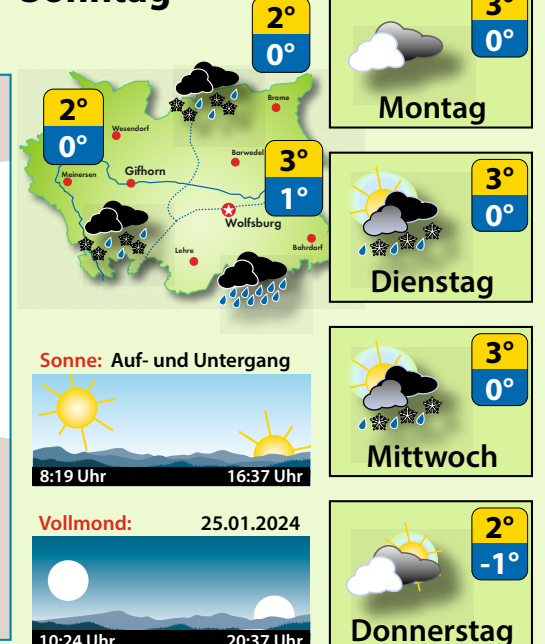 Sonntag
2°
0°
2°
0°
Wesendorf
Brome
Barwedel
Meinersen
Gifhorn
3°
1°
Wolfsburg
Lehre
Bahrdorf
Sonne: Auf- und Untergang
8:19 Uhr 16:37 Uhr
Vollmond: 25.01.2024
10:24 Uhr 20:37 Uhr
3°
0°
Montag
3°
0°
Dienstag
3°
0°
Mittwoch
2°
-1°
Donnerstag